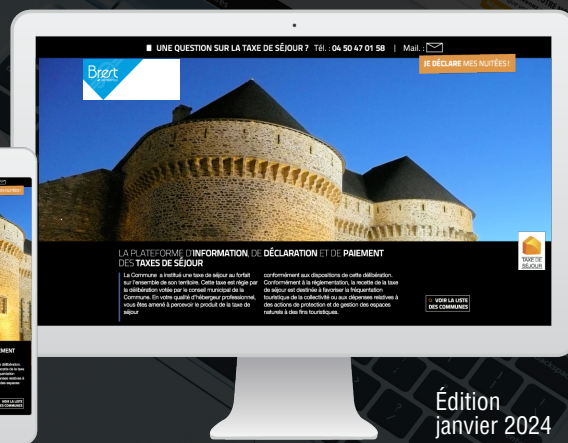 UNE QUESTION SUR LA TAXE DE SÉJOUR ? Tél. : 04 50 47 01 58 | Mail. :
JE DÉCLARE MES NUITÉES !
Brest
LA PLATEFORME D'INFORMATION, DE DÉCLARATION ET DE PAIEMENT
DES TAXES DE SÉJOUR
La Commune a institué une taxe de séjour au forfait
sur l'ensemble de son territoire. Cette taxe est régie par
la délibération votée par le conseil municipal de la
Commune. En votre qualité d'hébergeur professionnel,
vous êtes amené à percevoir le produit de la taxe de
séjour
conformément aux dispositions de cette délibération.
Conformément à la réglementation, la recette de la taxe
de séjour est destinée à favoriser la fréquentation
touristique de la collectivité ou aux dépenses relatives à
des actions de protection et de gestion des espaces
naturels à des fins touristiques.
TAXE DE
SÉJOUR
VOIR LA LISTE
DES COMMUNES
Édition
janvier 2024